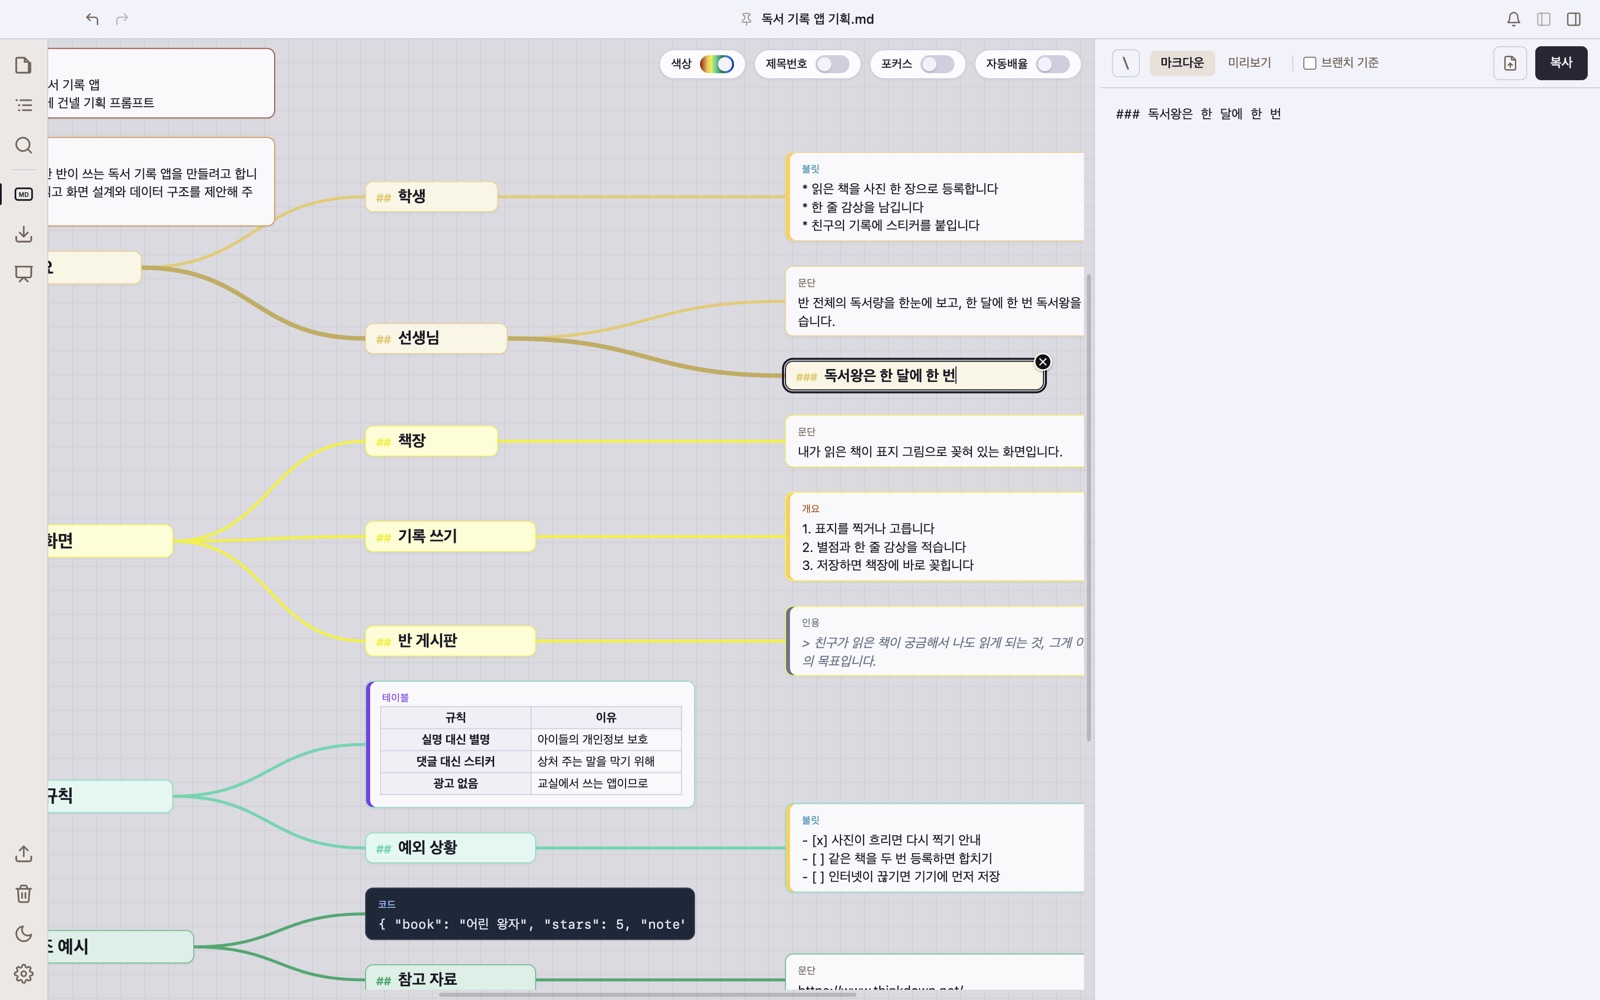 독서 기록 앱 기획.md
색상
제목번호
포커스
자동배율
\
마크다운
미리보기
브랜치 기준
복사
### 독서왕은 한 달에 한 번
MD
서 기록 앱
건넬 기획 프롬프트
반이 쓰는 독서 기록 앱을 만들려고 합니
고 화면 설계와 데이터 구조를 제안해 주
## 학생
불릿
* 읽은 책을 사진 한 장으로 등록합니다
* 한 줄 감상을 남깁니다
* 친구의 기록에 스티커를 붙입니다
## 선생님
문단
반 전체의 독서량을 한눈에 보고, 한 달에 한 번 독서왕을
습니다.
### 독서왕은 한 달에 한 번
화면
## 책장
문단
내가 읽은 책이 표지 그림으로 꽂혀 있는 화면입니다.
## 기록 쓰기
개요
1. 표지를 찍거나 고릅니다
2. 별점과 한 줄 감상을 적습니다
3. 저장하면 책장에 바로 꽂힙니다
## 반 게시판
인용
> 친구가 읽은 책이 궁금해서 나도 읽게 되는 것, 그게
의 목표입니다.
규칙
테이블
규칙 이유
실명 대신 별명 아이들의 개인정보 보호
댓글 대신 스티커 상처 주는 말을 막기 위해
광고 없음 교실에서 쓰는 앱이므로
## 예외 상황
불릿
- [x] 사진이 흐리면 다시 찍기 안내
- [ ] 같은 책을 두 번 등록하면 합치기
- [ ] 인터넷이 끊기면 기기에 먼저 저장
예시
코드
{ "book": "어린 왕자", "stars": 5, "note"
## 참고 자료
문단
https://www.thinkdown.net/